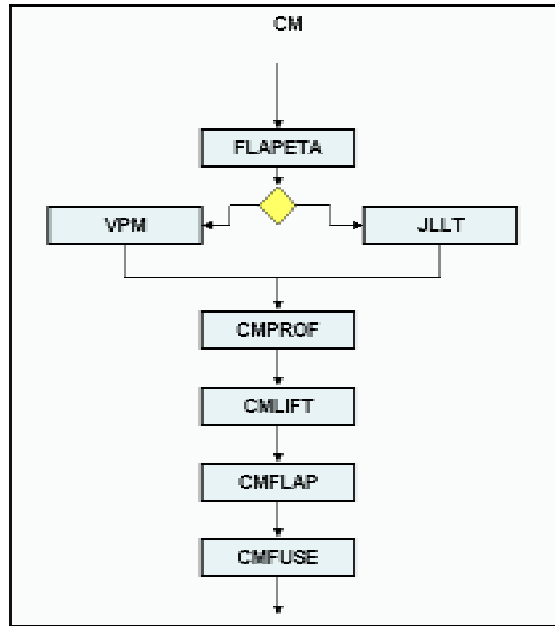 CM
FLAPETA
VPM
JLLT
CMPROF
CMLIFT
CMFLAP
CMFUSE